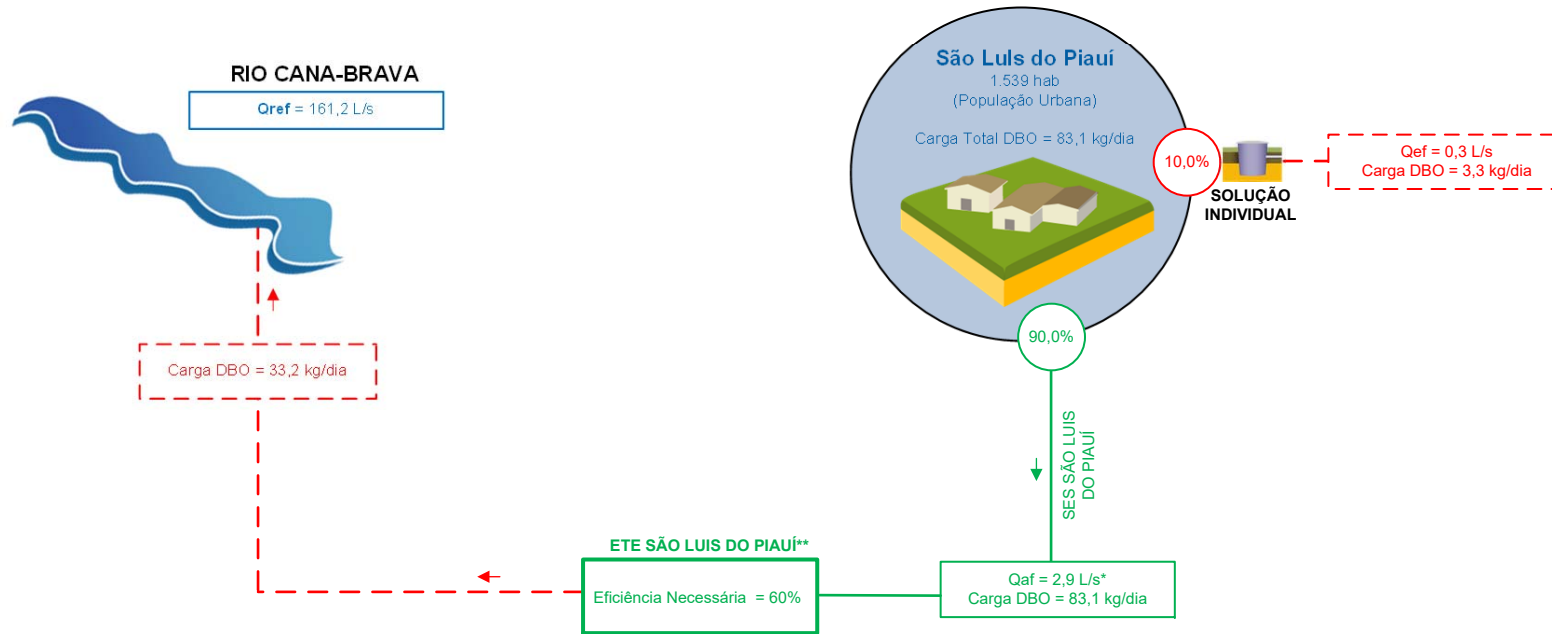 RIO CANA-BRAVA
Qref = 161,2 L/s
São Luis do Piauí
1.539 hab
(População Urbana)
Carga Total DBO = 83,1 kg/dia
10,0%
SOLUÇÃO
INDIVIDUAL
Qef = 0,3 L/s
Carga DBO = 3,3 kg/dia
90,0%
Carga DBO = 33,2 kg/dia
SES SÃO LUIS
DO PIAUÍ
ETE SÃO LUIS DO PIAUÍ**
Eficiência Necessária = 60%
Qaf = 2,9 L/s*
Carga DBO = 83,1 kg/dia